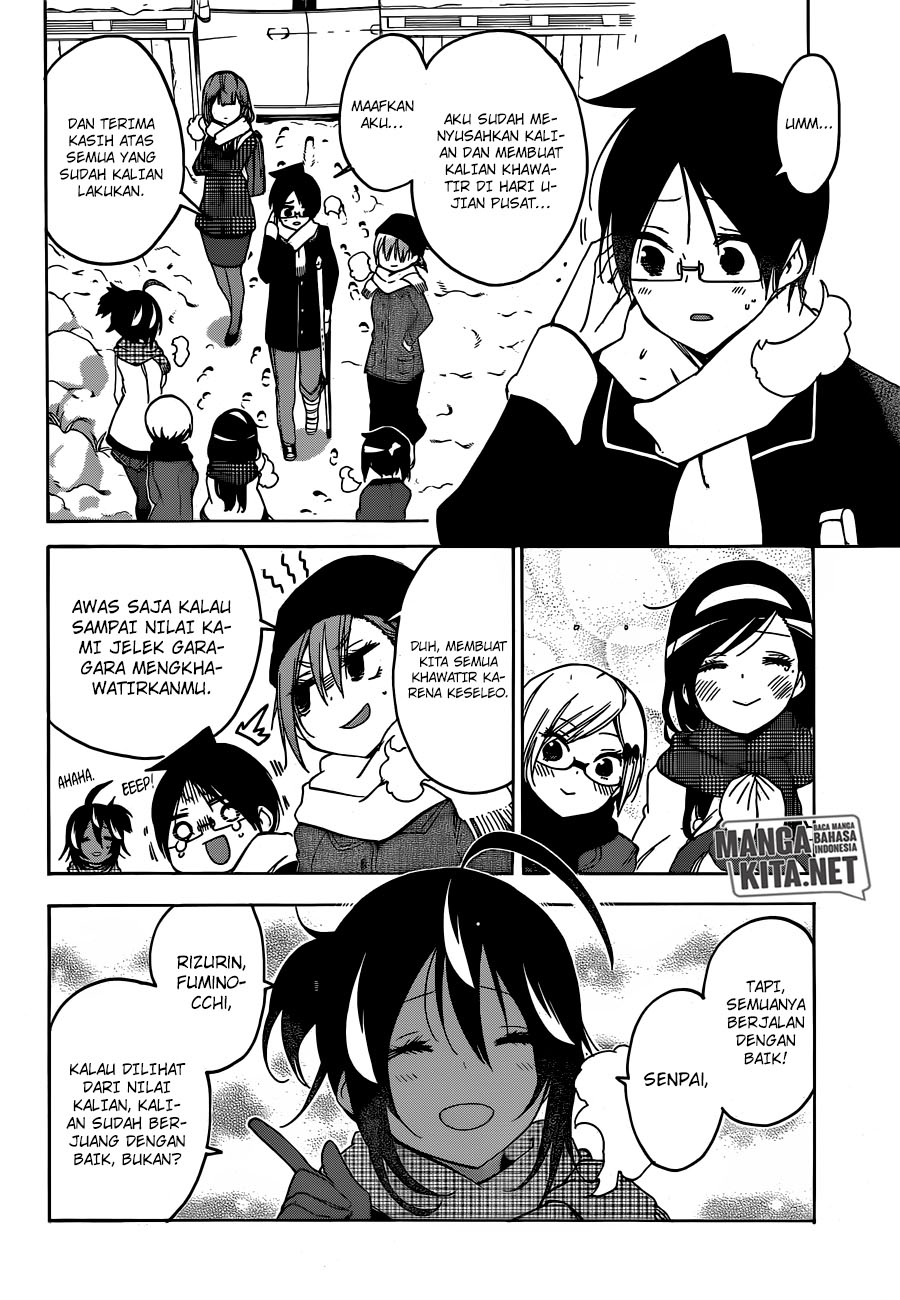 UMM...
AKU SUDAH ME-
NYUSAHKAN KALI-
AN DAN MEMBUAT
KALIAN KHAWA-
TIR DI HARI U-
JIAN PUSAT...
MAAFKAN
AKU...
DAN TERIMA
KASIH ATAS
SEMUA YANG
SUDAH KALIAN
LAKUKAN.
DUH, MEMBUAT
KITA SEMUA
KHAWATIR KA-
RENA KESELEO.
AWAS SAJA KALAU
SAMPAI NILAI KA-
MI JELEK GARA-
GARA MENGKHA-
WATIRKANMU.
EEEP!
AHAHA.
MANGA
KITA.NET
BACA MANGA
BAHASA
INDONESIA
TAPI,
SEMUANYA
BERJALAN
DENGAN
BAIK!
SENPAI,
RIZURIN,
FUMINO-
CCHI,
KALAU DILIHAT
DARI NILAI
KALIAN, KALI-
AN SUDAH BER-
JUANG DENGAN
BAIK, BUKAN?